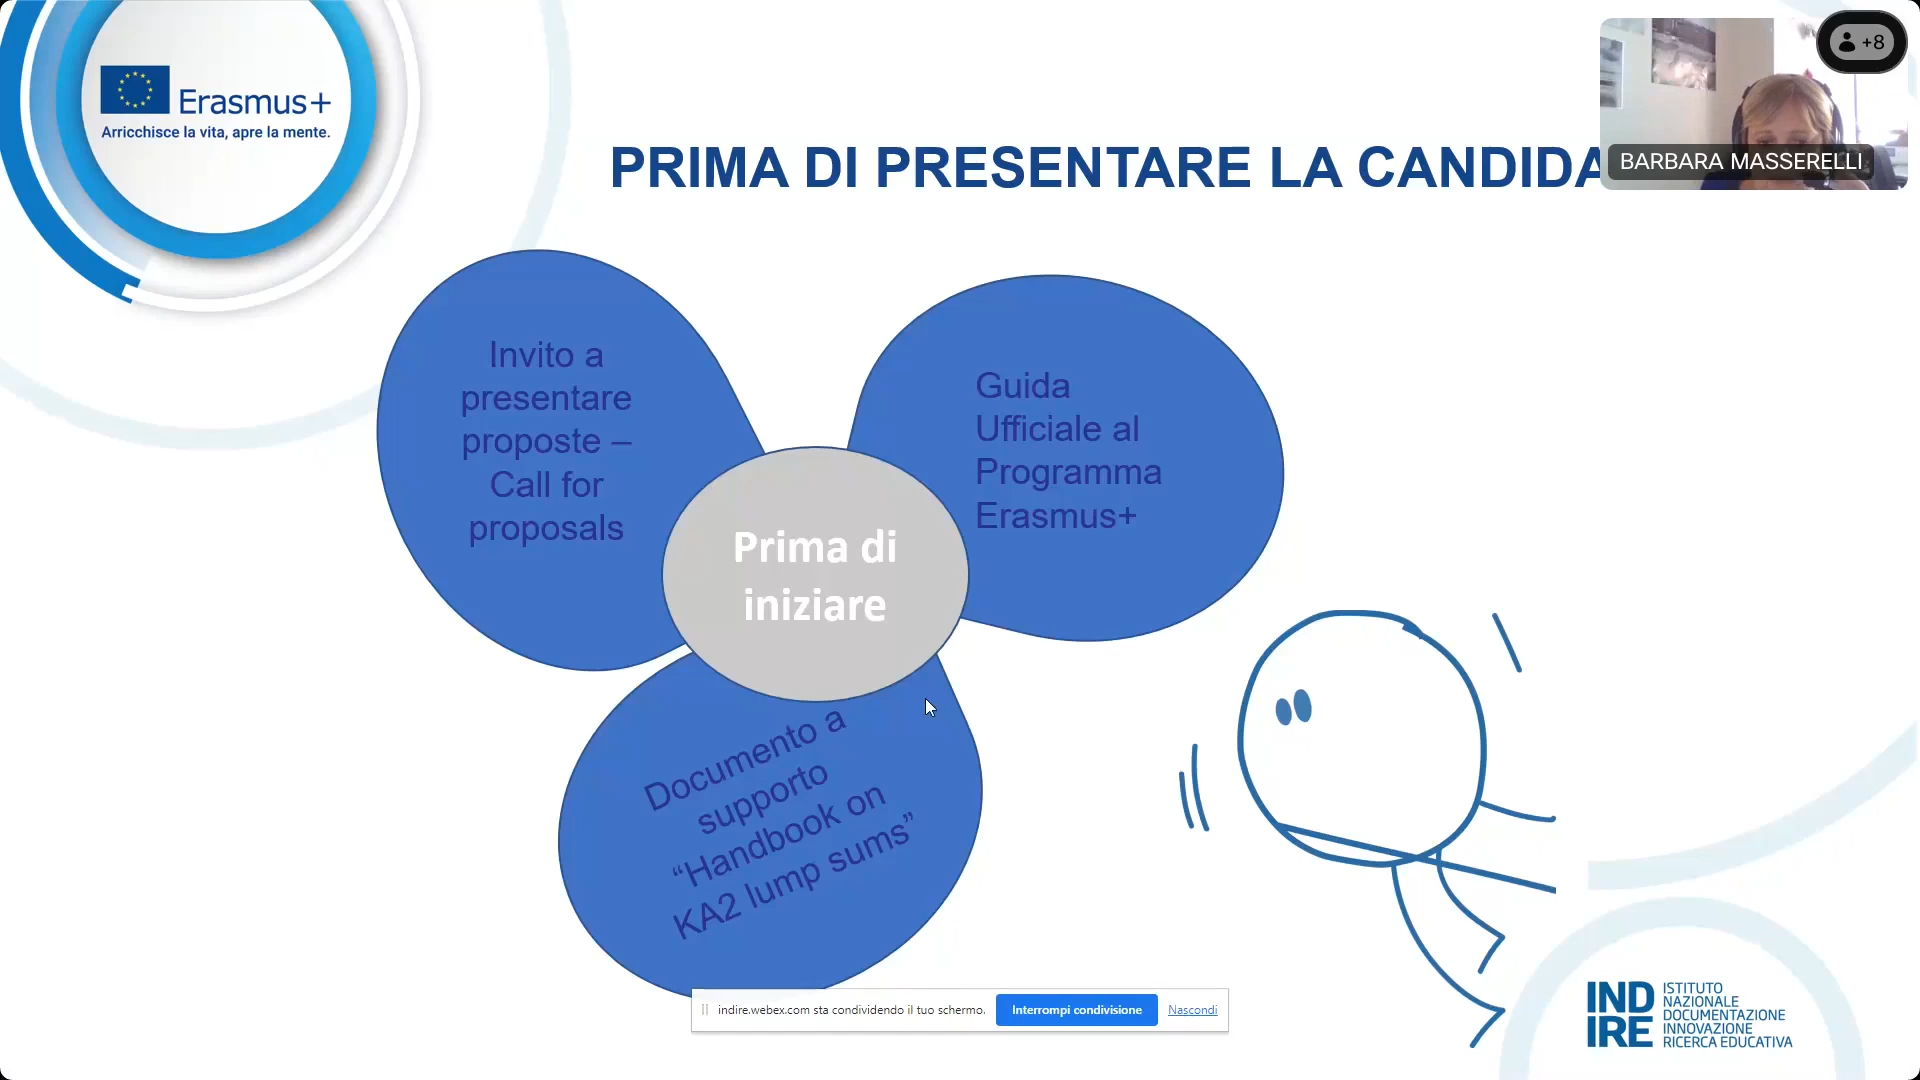 Erasmus+
Arricchisce la vita, apre la mente.
+8
BARBARA MASSERELLI
PRIMA DI PRESENTARE LA CANDIDA
Invito a
presentare
proposte –
Call for
proposals
Guida
Ufficiale al
Programma
Erasmus+
Prima di
iniziare
Documento a
supporto
“Handbook on
KA2 lump sums”
indire.webex.com sta condividendo il tuo schermo.
Interrompi condivisione
Nascondi
IND
IRE
ISTITUTO
NAZIONALE
DOCUMENTAZIONE
INNOVAZIONE
RICERCA EDUCATIVA